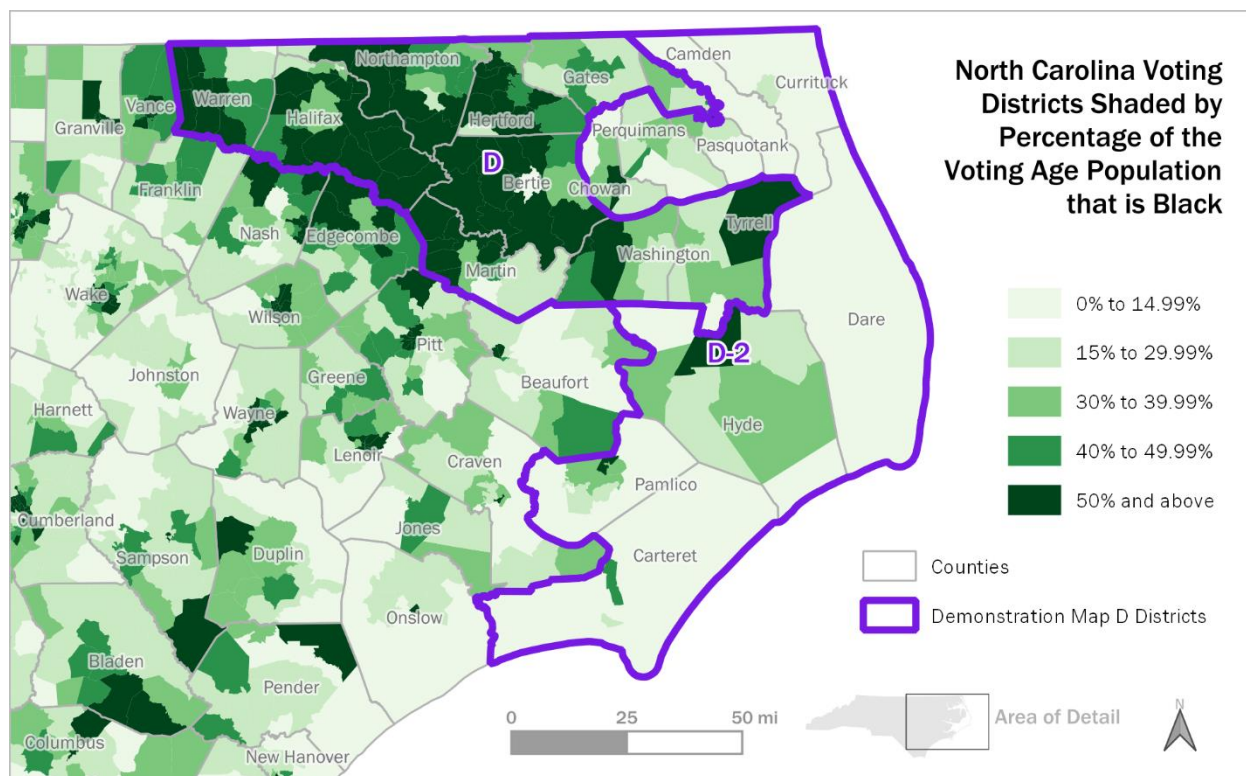 North Carolina Voting
Districts Shaded by
Percentage of the
Voting Age Population
that is Black
0% to 14.99%
15% to 29.99%
30% to 39.99%
40% to 49.99%
50% and above
Counties
Demonstration Map D Districts
Camden
Northampton
Currituck
Gates
Vance
Warren
Halifax
Hertford
Granville
Perquimans
Pasquotank
D
Bertie
Franklin
Chowan
Tyrrell
Nash
Edgecombe
Washington
Martin
Wake
Wilson
Dare
Pitt
D-2
Johnston
Greene
Beaufort
Harnett
Wayne
Hyde
Lenoir
Craven
Pamlico
Cumberland
Jones
Sampson
Duplin
Carteret
Onslow
Bladen
Pender
Columbus
New Hanover
0
25
50 mi
Area of Detail
N